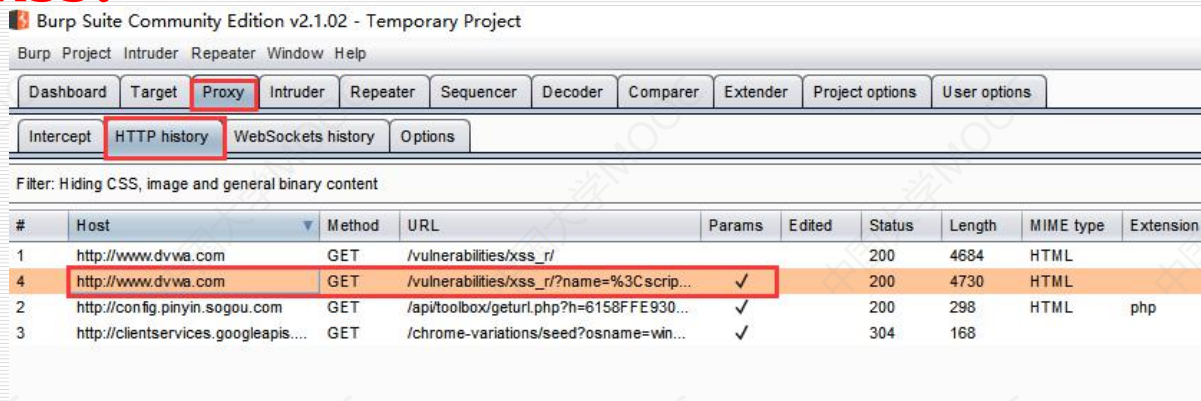 Burp Suite Community Edition v2.1.02 - Temporary Project
Burp Project Intruder Repeater Window Help
Dashboard Target Proxy Intruder Repeater Sequencer Decoder Comparer Extender Project options User options
Intercept HTTP history WebSockets history Options
Filter: Hiding CSS, image and general binary content
# Host Method URL Params Edited Status Length MIME type Extension
1 http://www.dvwa.com GET /vulnerabilities/xss_r/ 200 4684 HTML
4 http://www.dvwa.com GET /vulnerabilities/xss_r/?name=%3Cscrip... ✓ 200 4730 HTML
2 http://config.pinyin.sogou.com GET /api/toolbox/geturl.php?h=6158FFE930... ✓ 200 298 HTML php
3 http://clientservices.googleapis.... GET /chrome-variations/seed?osname=win... ✓ 304 168